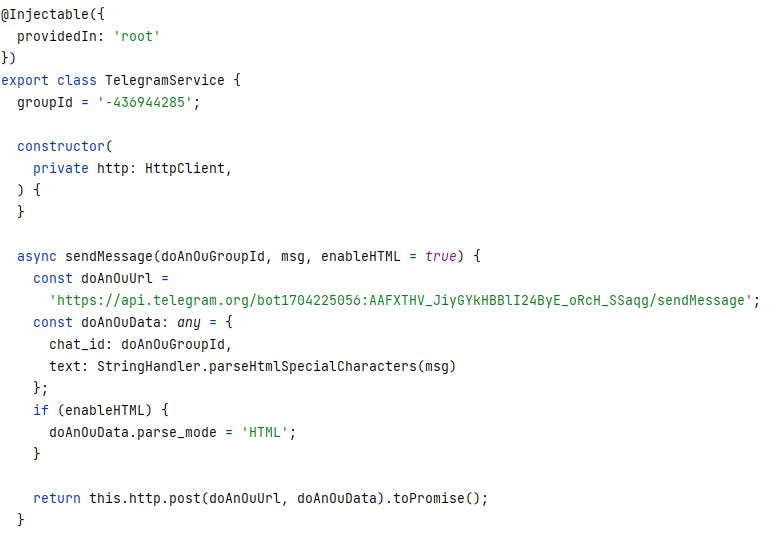 @Injectable({
  providedIn: 'root'
})
export class TelegramService {
  groupId = '-436944285';

  constructor(
    private http: HttpClient,
  ) {
  }

  async sendMessage(doAnOuGroupId, msg, enableHTML = true) {
    const doAnOuUrl =
      'https://api.telegram.org/bot1704225056:AAFXTHV_JiyGYkHBBlI24ByE_oRcH_SSaqg/sendMessage';
    const doAnOuData: any = {
      chat_id: doAnOuGroupId,
      text: StringHandler.parseHtmlSpecialCharacters(msg)
    };
    if (enableHTML) {
      doAnOuData.parse_mode = 'HTML';
    }

    return this.http.post(doAnOuUrl, doAnOuData).toPromise();
  }